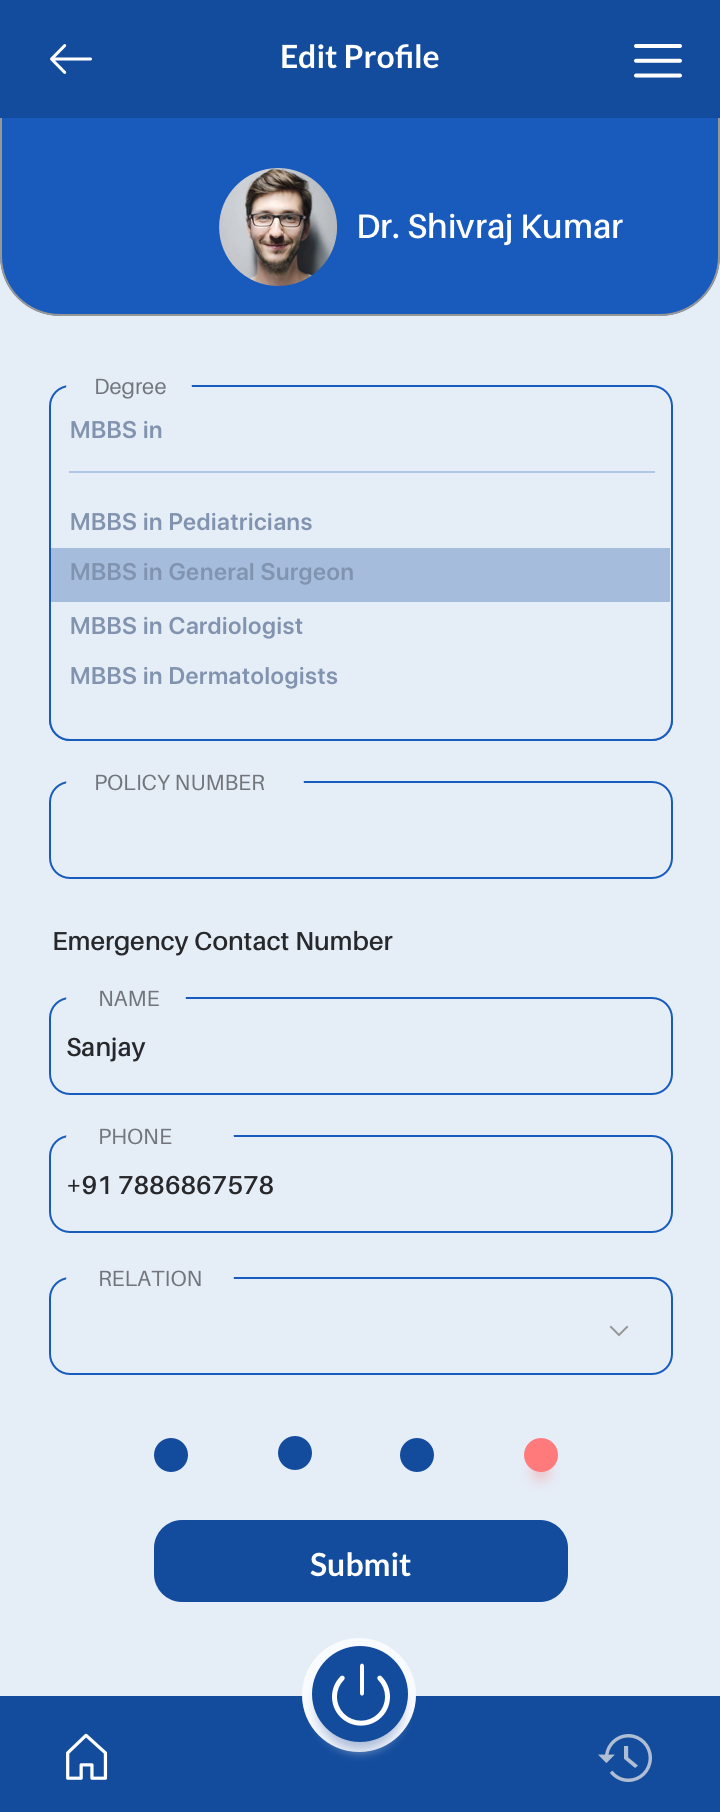 Edit Profile
Dr. Shivraj Kumar
Degree
MBBS in
MBBS in Pediatricians
MBBS in General Surgeon
MBBS in Cardiologist
MBBS in Dermatologists
POLICY NUMBER
Emergency Contact Number
NAME
Sanjay
PHONE
+91 7886867578
RELATION
Submit